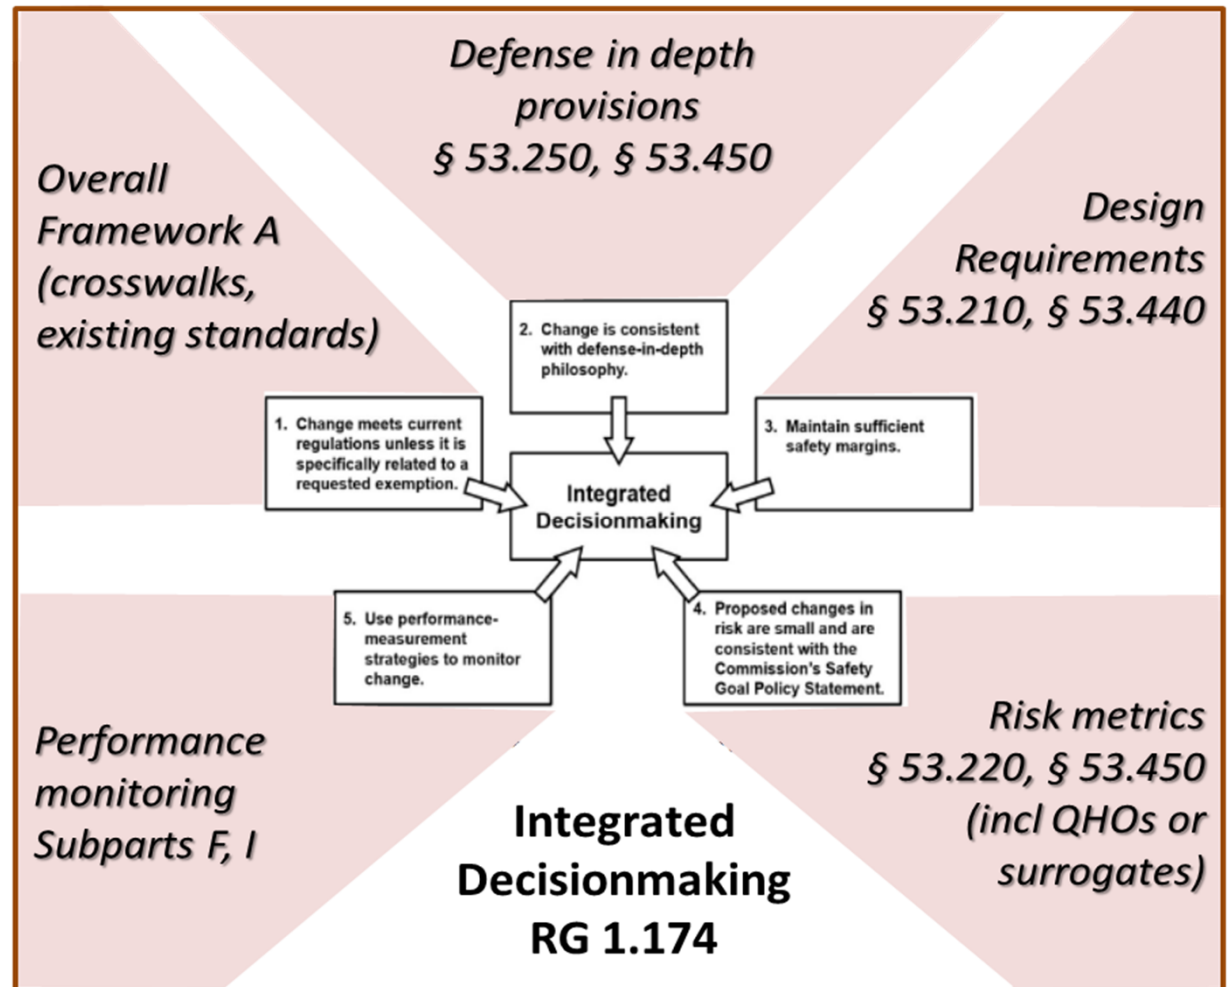 Defense in depth
provisions
§ 53.250, § 53.450
Overall
Framework A
(crosswalks,
existing standards)
Design
Requirements
§ 53.210, § 53.440
2. Change is consistent
with defense-in-depth
philosophy.
1. Change meets current
regulations unless it is
specifically related to a
requested exemption.
3. Maintain sufficient
safety margins.
Integrated
Decisionmaking
5. Use performance-
measurement
strategies to monitor
change.
4. Proposed changes in
risk are small and are
consistent with the
Commission's Safety
Goal Policy Statement.
Performance
monitoring
Subparts F, I
Risk metrics
§ 53.220, § 53.450
(incl QHOs or
surrogates)
Integrated
Decisionmaking
RG 1.174